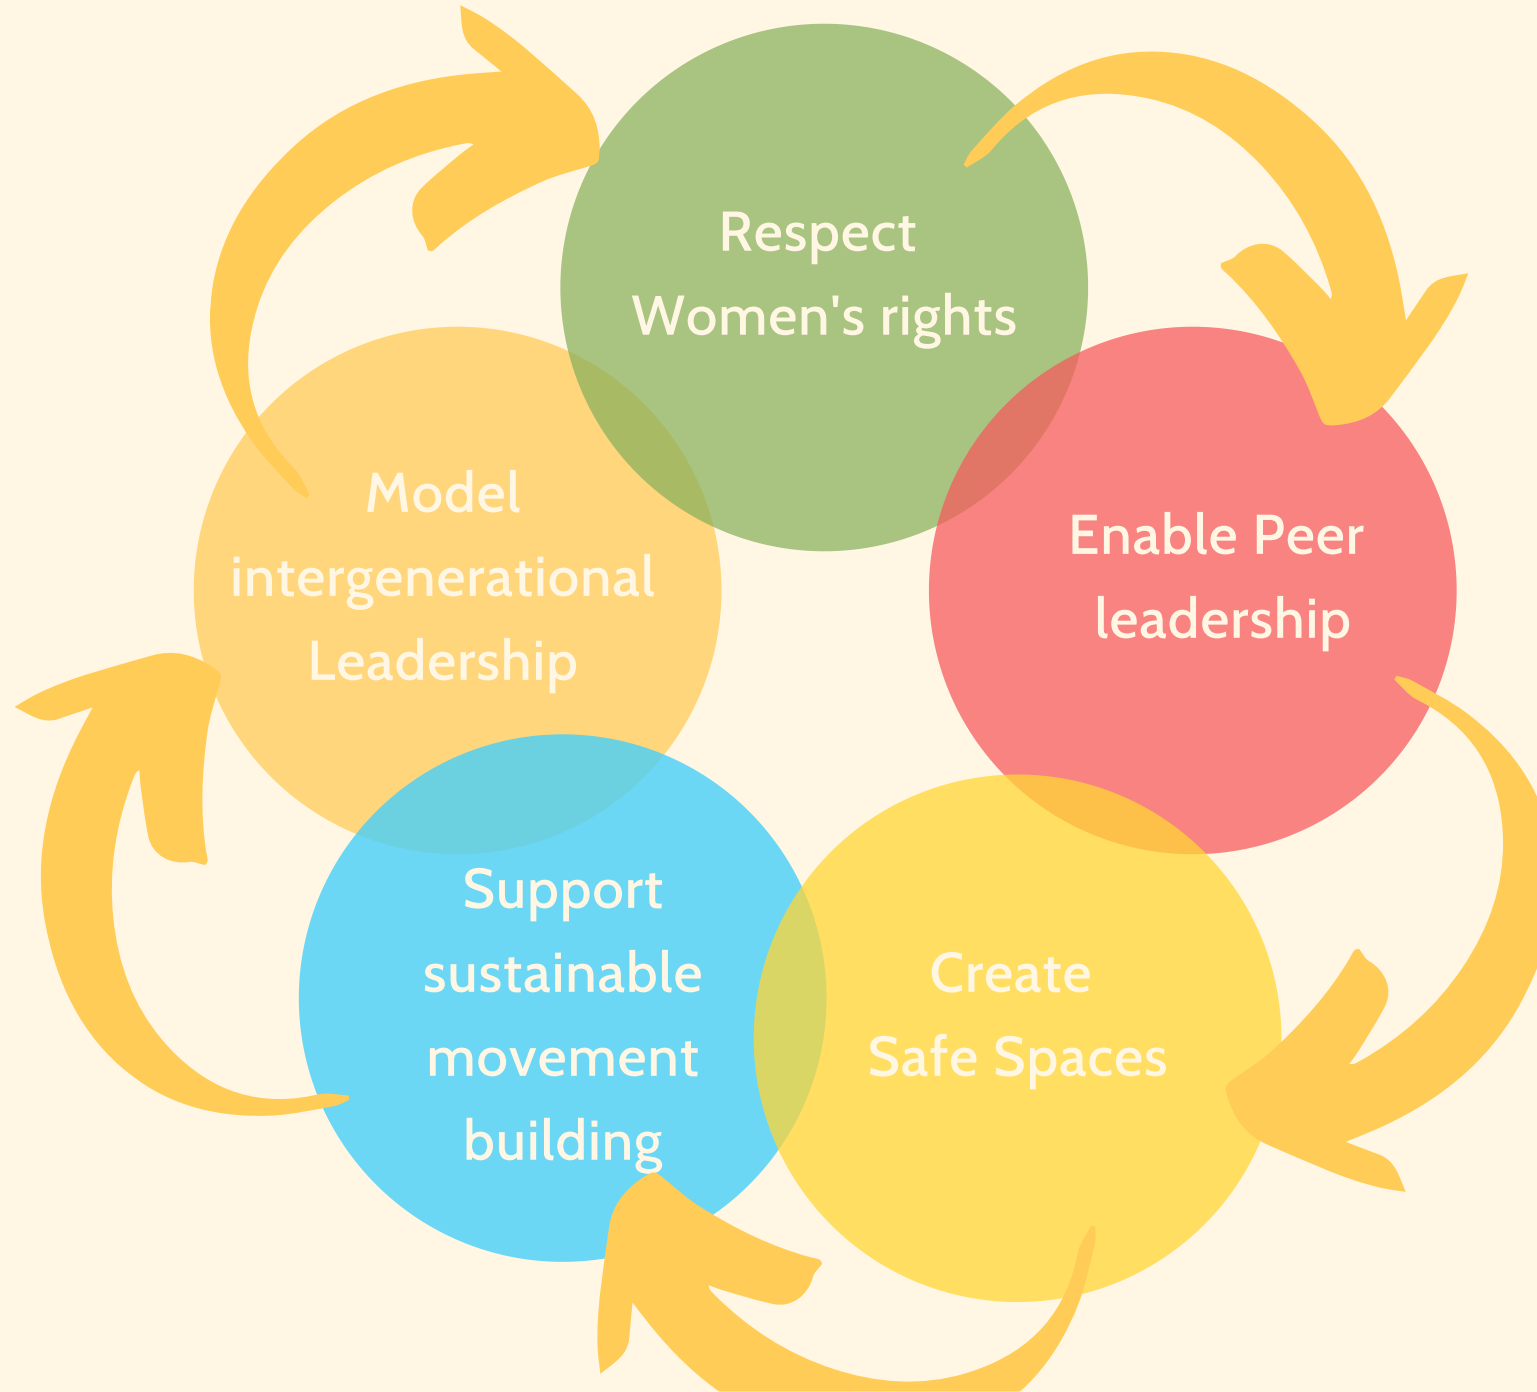 Respect
Women's rights
Enable Peer
leadership
Create
Safe Spaces
Support
sustainable
movement
building
Model
intergenerational
Leadership